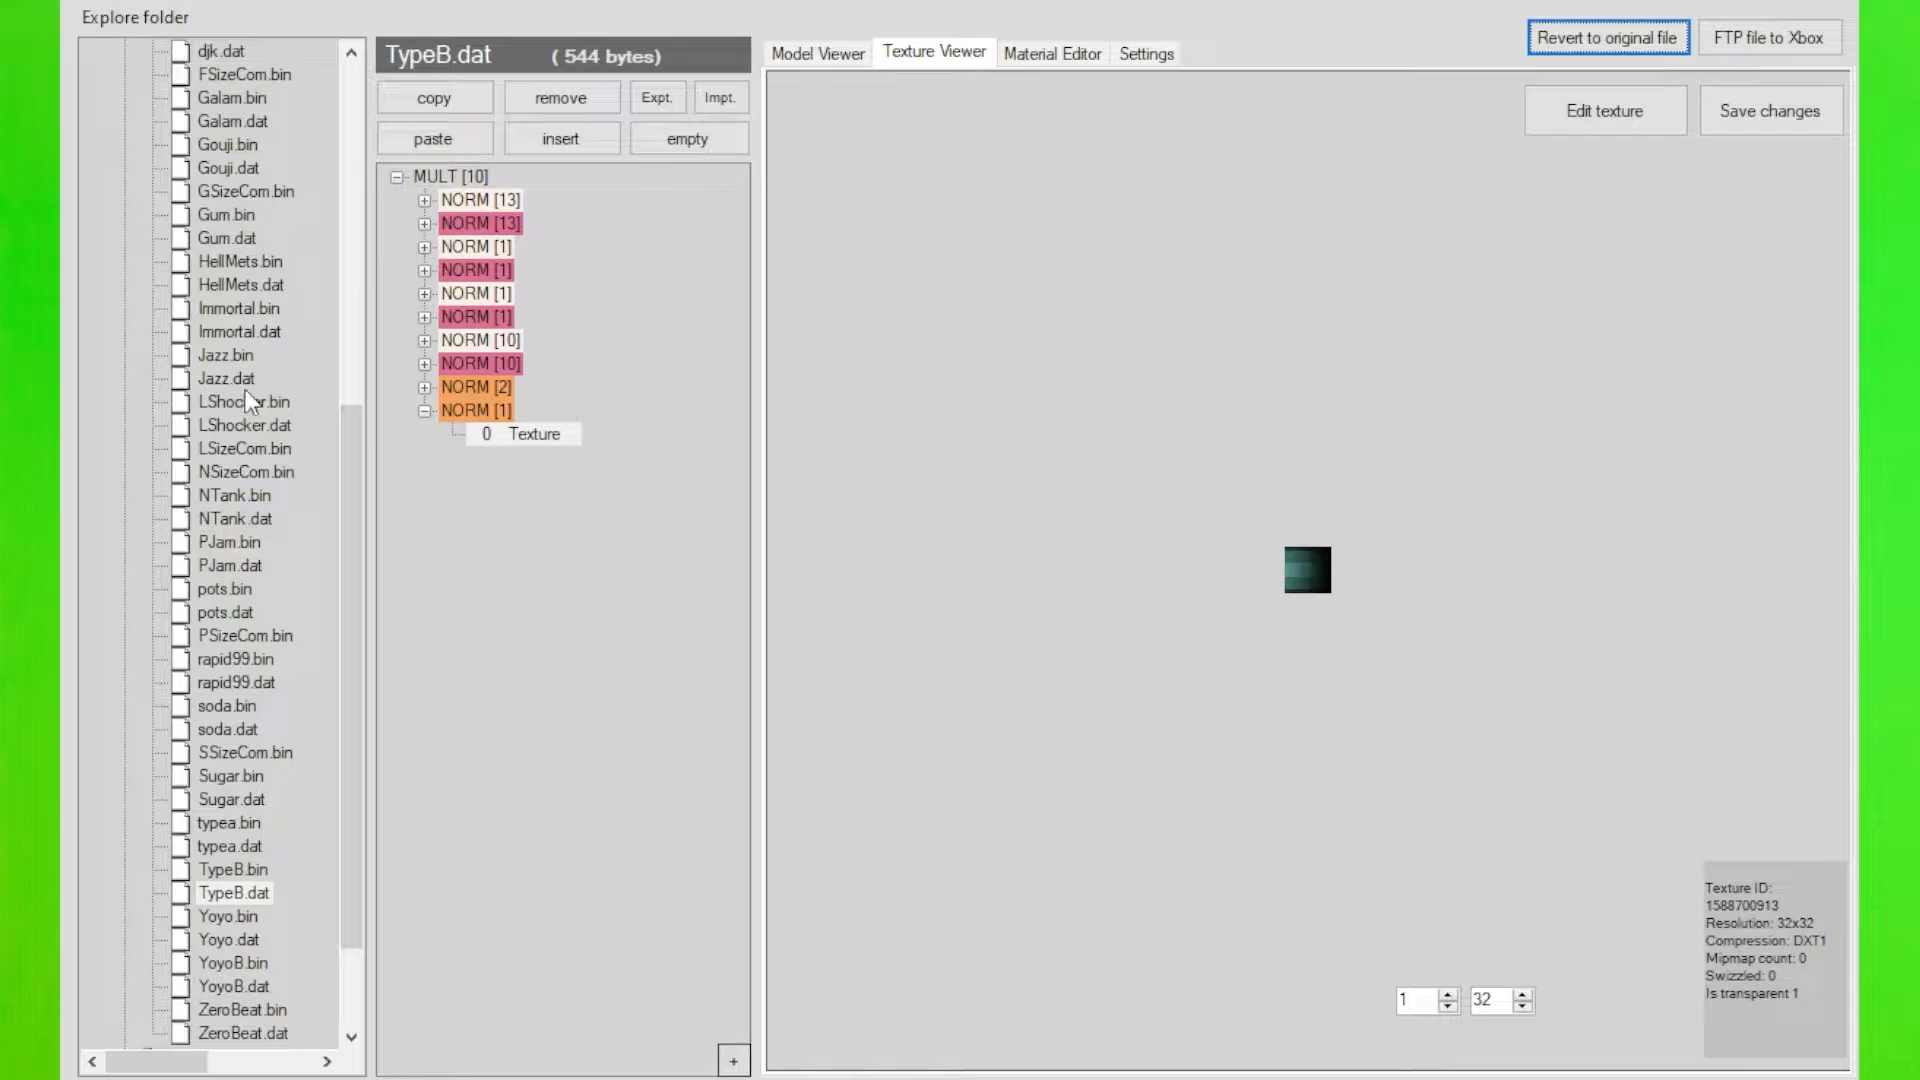 Explore folder
djk.dat
FSizeCom.bin
Galam.bin
Galam.dat
Gouji.bin
Gouji.dat
GSizeCom.bin
Gum.bin
Gum.dat
HellMets.bin
HellMets.dat
Immortal.bin
Immortal.dat
Jazz.bin
Jazz.dat
LShocker.bin
LShocker.dat
LSizeCom.bin
NSizeCom.bin
NTank.bin
NTank.dat
PJam.bin
PJam.dat
pots.bin
pots.dat
PSizeCom.bin
rapid99.bin
rapid99.dat
soda.bin
soda.dat
SSizeCom.bin
Sugar.bin
Sugar.dat
typea.bin
typea.dat
TypeB.bin
TypeB.dat
Yoyo.bin
Yoyo.dat
YoyoB.bin
YoyoB.dat
ZeroBeat.bin
ZeroBeat.dat
TypeB.dat ( 544 bytes)
copy remove Expt. Impt.
paste insert empty
MULT [10]
NORM [13]
NORM [13]
NORM [1]
NORM [1]
NORM [1]
NORM [1]
NORM [10]
NORM [10]
NORM [2]
NORM [1]
0 Texture
+
Model Viewer Texture Viewer Material Editor Settings
Revert to original file FTP file to Xbox
Edit texture Save changes
Texture ID:
1588700913
Resolution: 32x32
Compression: DXT1
Mipmap count: 0
Swizzled: 0
Is transparent 1
1 32